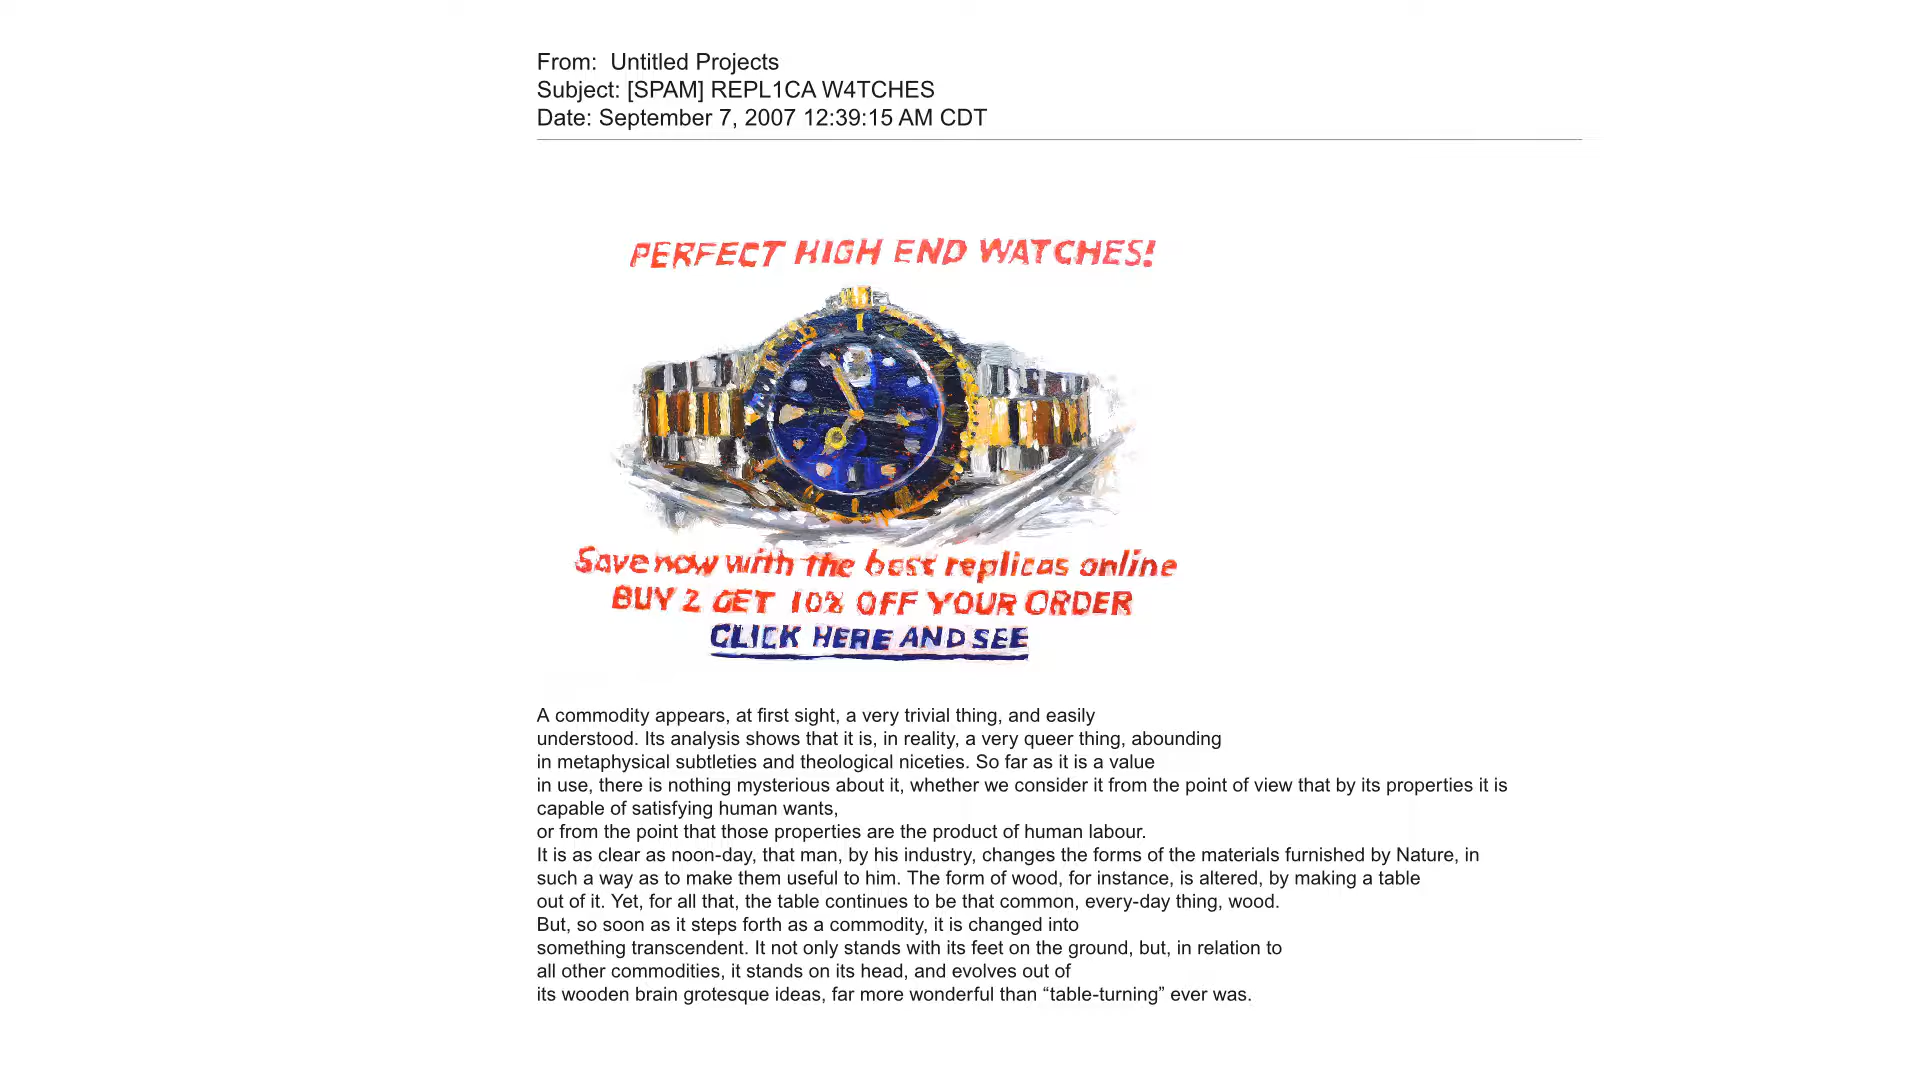 From: Untitled Projects
Subject: [SPAM] REPL1CA W4TCHES
Date: September 7, 2007 12:39:15 AM CDT
PERFECT HIGH END WATCHES!
Save now with the best replicas online
BUY 2 GET 10% OFF YOUR ORDER
CLICK HERE AND SEE
A commodity appears, at first sight, a very trivial thing, and easily
understood. Its analysis shows that it is, in reality, a very queer thing, abounding
in metaphysical subtleties and theological niceties. So far as it is a value
in use, there is nothing mysterious about it, whether we consider it from the point of view that by its properties it is
capable of satisfying human wants,
or from the point that those properties are the product of human labour.
It is as clear as noon-day, that man, by his industry, changes the forms of the materials furnished by Nature, in
such a way as to make them useful to him. The form of wood, for instance, is altered, by making a table
out of it. Yet, for all that, the table continues to be that common, every-day thing, wood.
But, so soon as it steps forth as a commodity, it is changed into
something transcendent. It not only stands with its feet on the ground, but, in relation to
all other commodities, it stands on its head, and evolves out of
its wooden brain grotesque ideas, far more wonderful than “table-turning” ever was.